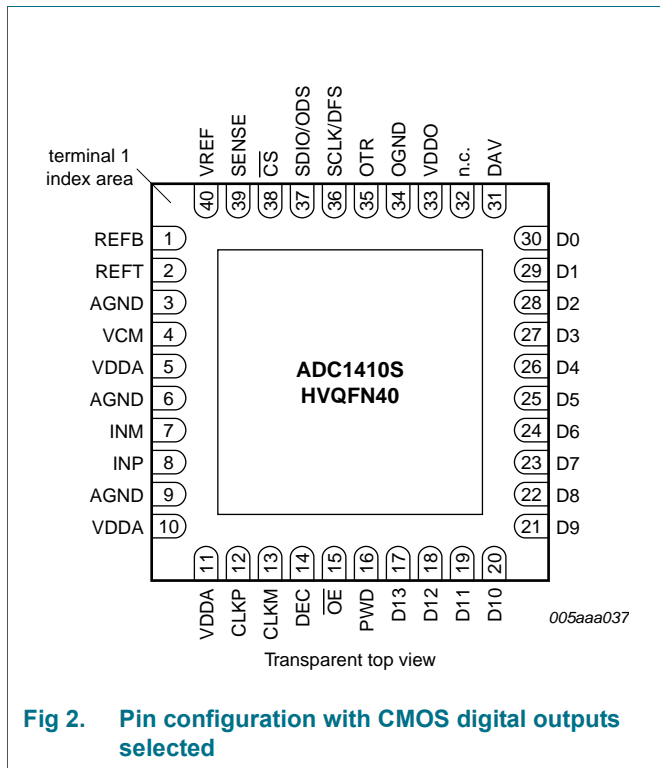 terminal 1
index area
40 VREF
39 SENSE
38 C̅S̅
37 SDIO/ODS
36 SCLK/DFS
35 OTR
34 OGND
33 VDDO
32 n.c.
31 DAV
REFB 1
REFT 2
AGND 3
VCM 4
VDDA 5
AGND 6
INM 7
INP 8
AGND 9
VDDA 10
ADC1410S
HVQFN40
30 D0
29 D1
28 D2
27 D3
26 D4
25 D5
24 D6
23 D7
22 D8
21 D9
VDDA 11
CLKP 12
CLKM 13
DEC 14
O̅E̅ 15
PWD 16
D13 17
D12 18
D11 19
D10 20
005aaa037
Transparent top view
Fig 2. Pin configuration with CMOS digital outputs
selected